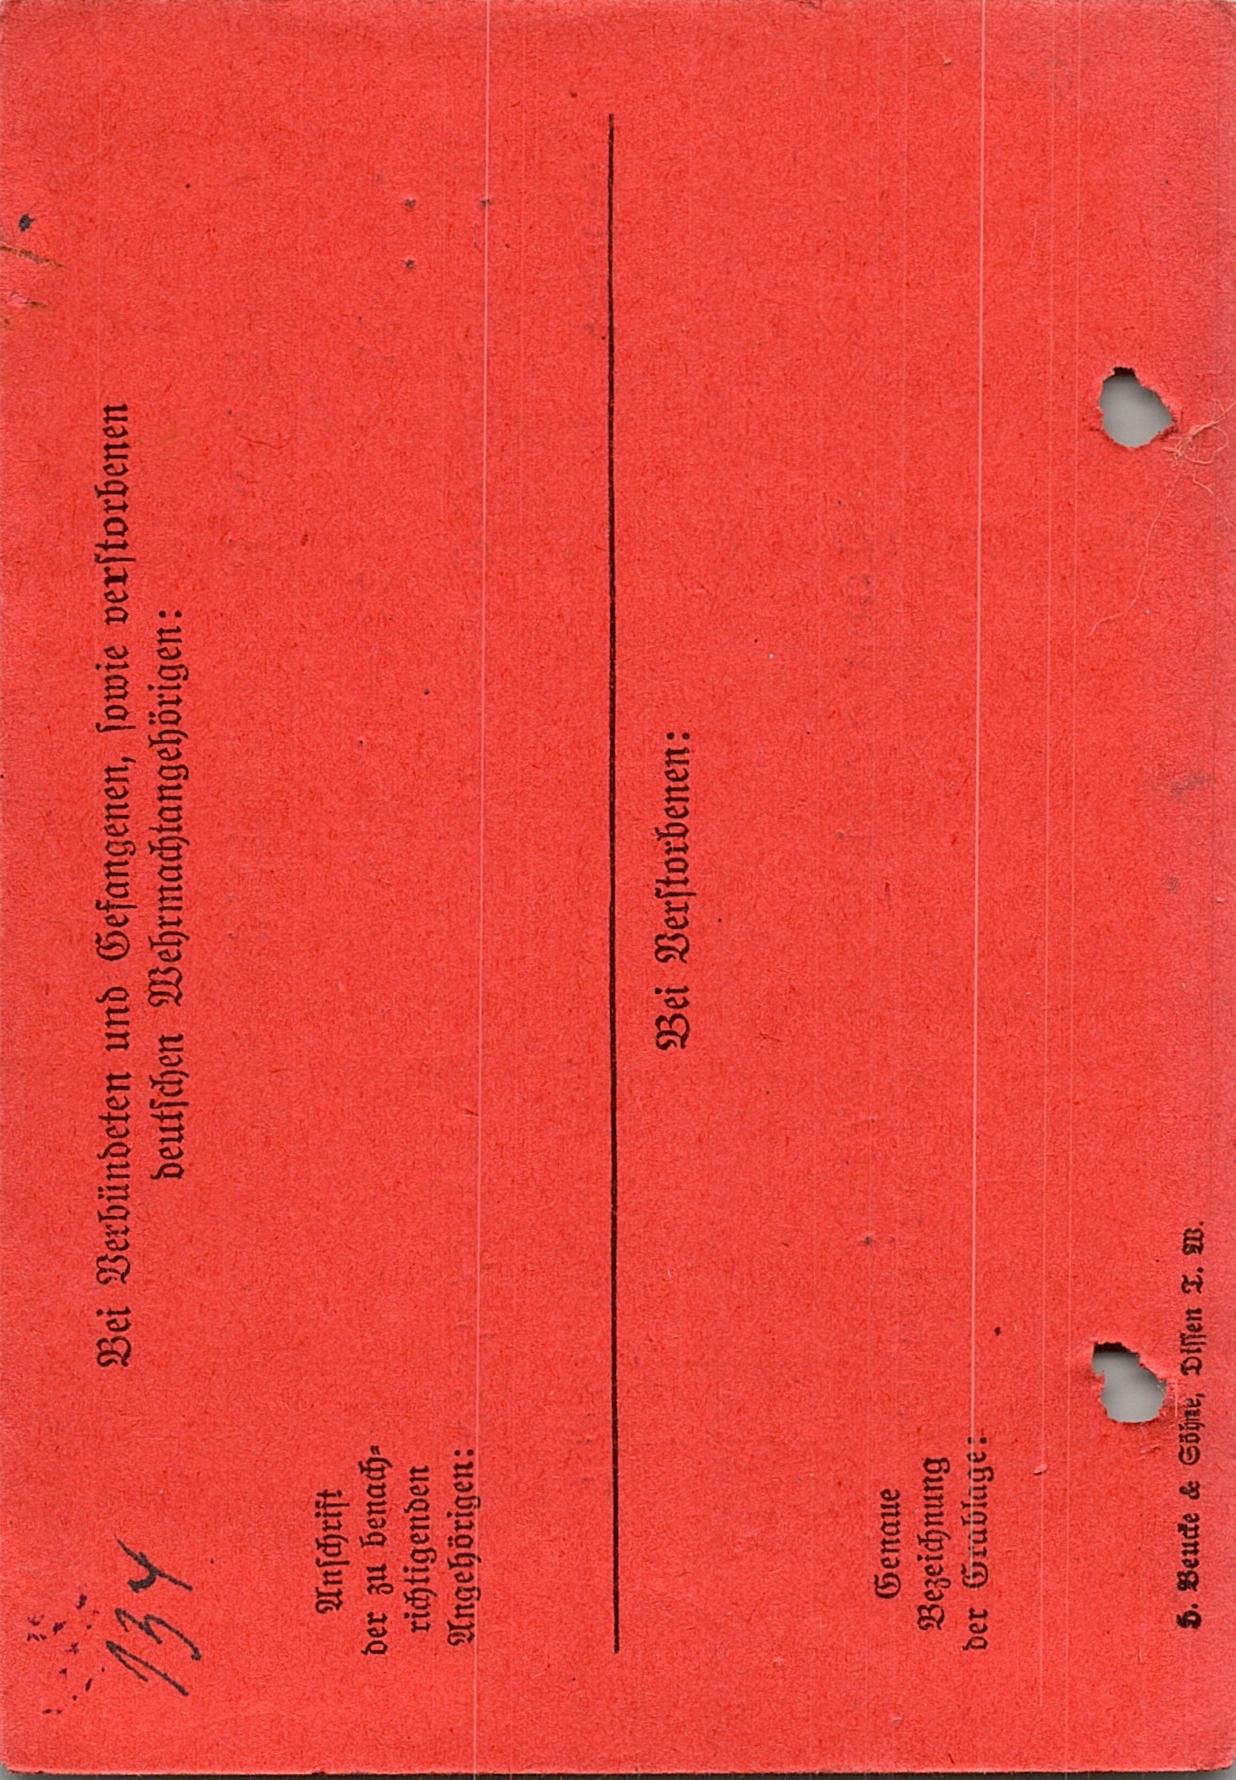 134
Bei Verbündeten und Gefangenen, sowie verstorbenen
deutschen Wehrmachtangehörigen:
Anschrift
der zu benach-
richtigenden
Angehörigen:
Bei Verstorbenen:
Genaue
Bezeichnung
der Grablage:
H. Beucke & Söhne, Dissen T. W.